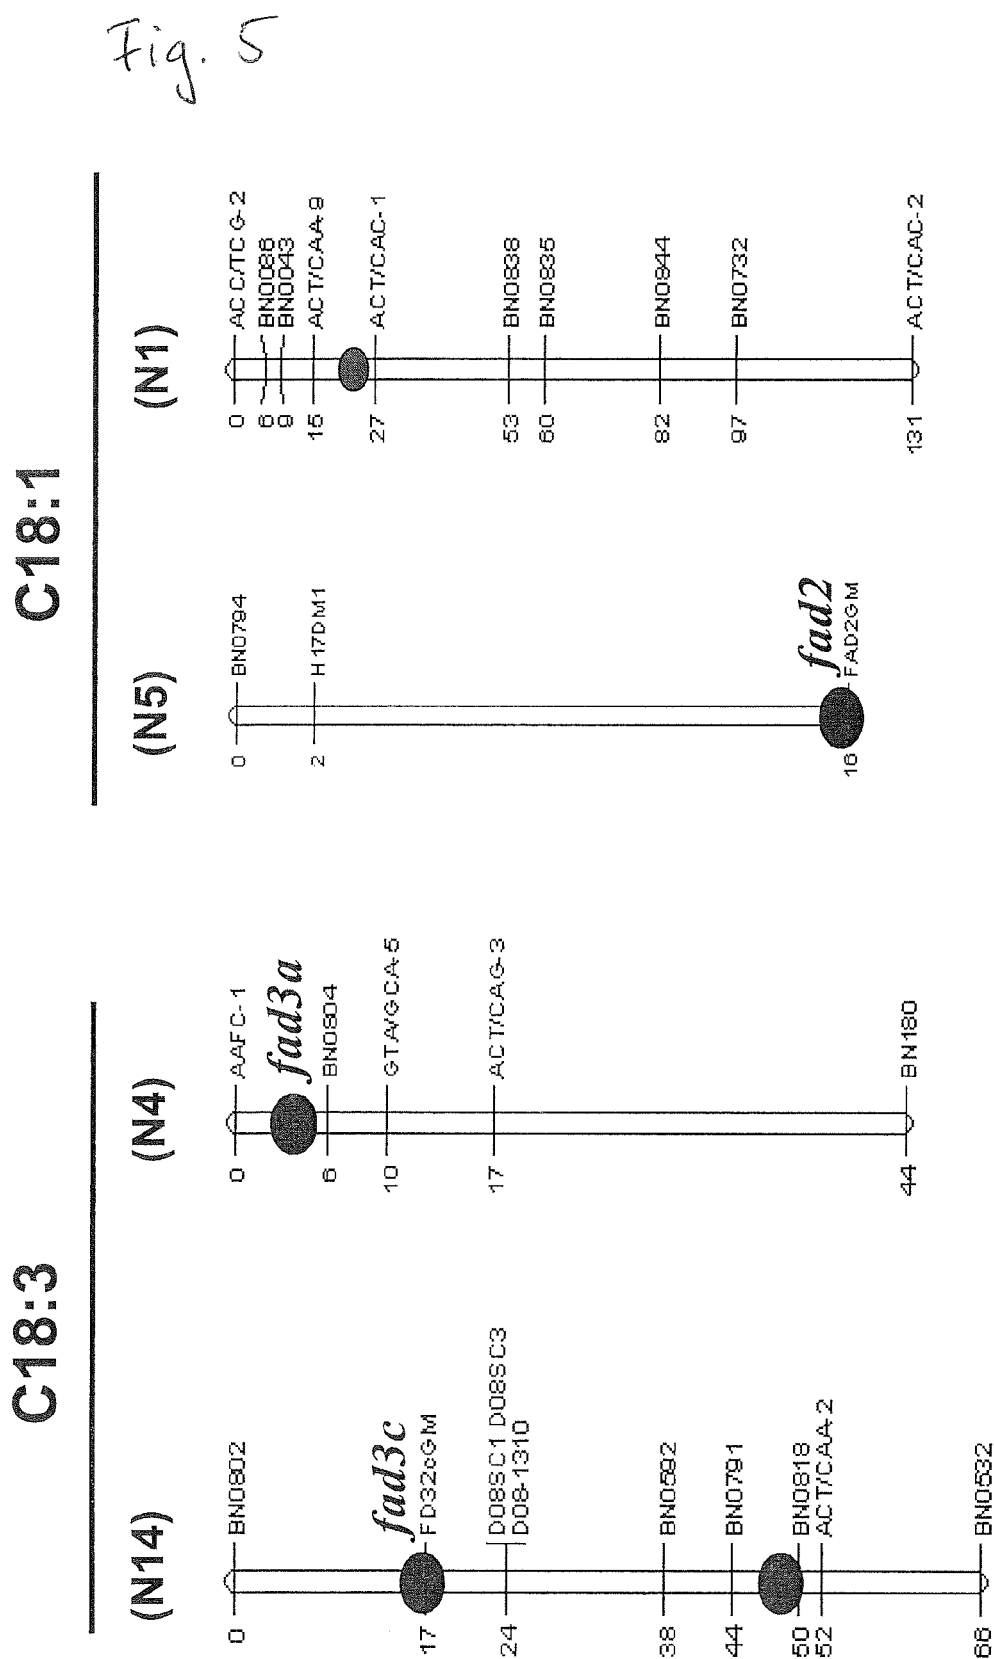 Fig. 5
C18:3
C18:1
(N14)
0 BN0802
fad3c
17 FD32cGM
24 D08SC1 D08SC3
D08-1310
38 BN0592
44 BN0791
50 BN0818
52 ACT/CAA-2
66 BN0532
(N4)
0 AAFC-1
fad3a
6 BN0804
10 GTA/GCA-5
17 ACT/CAG-3
44 BN180
(N5)
0 BN0794
2 H17DM1
fad2
16 FAD2GM
(N1)
0 ACC/TCG-2
6 BN0086
9 BN0043
15 ACT/CAA-9
27 ACT/CAC-1
53 BN0838
60 BN0835
82 BN0844
97 BN0732
131 ACT/CAC-2